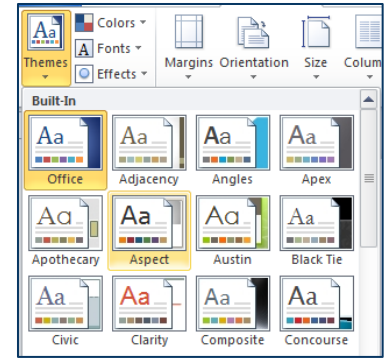 Aa
Colors
A Fonts
Effects
Themes
Margins Orientation Size Colum
Built-In
Aa Aa Aa Aa
Office Adjacency Angles Apex
Aa Aa Aa Aa
Apothecary Aspect Austin Black Tie
Aa Aa Aa Aa
Civic Clarity Composite Concourse